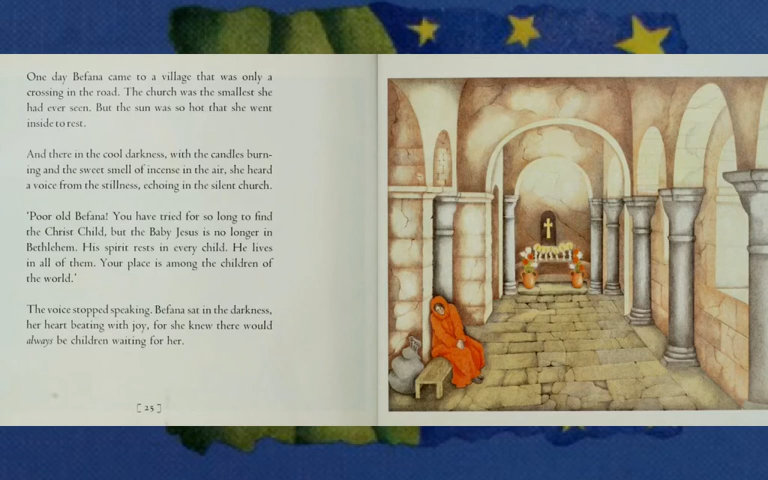 One day Befana came to a village that was only a
crossing in the road. The church was the smallest she
had ever seen. But the sun was so hot that she went
inside to rest.
And there in the cool darkness, with the candles burn-
ing and the sweet smell of incense in the air, she heard
a voice from the stillness, echoing in the silent church.
'Poor old Befana! You have tried for so long to find
the Christ Child, but the Baby Jesus is no longer in
Bethlehem. His spirit rests in every child. He lives
in all of them. Your place is among the children of
the world.'
The voice stopped speaking. Befana sat in the darkness,
her heart beating with joy, for she knew there would
always be children waiting for her.
[ 25 ]